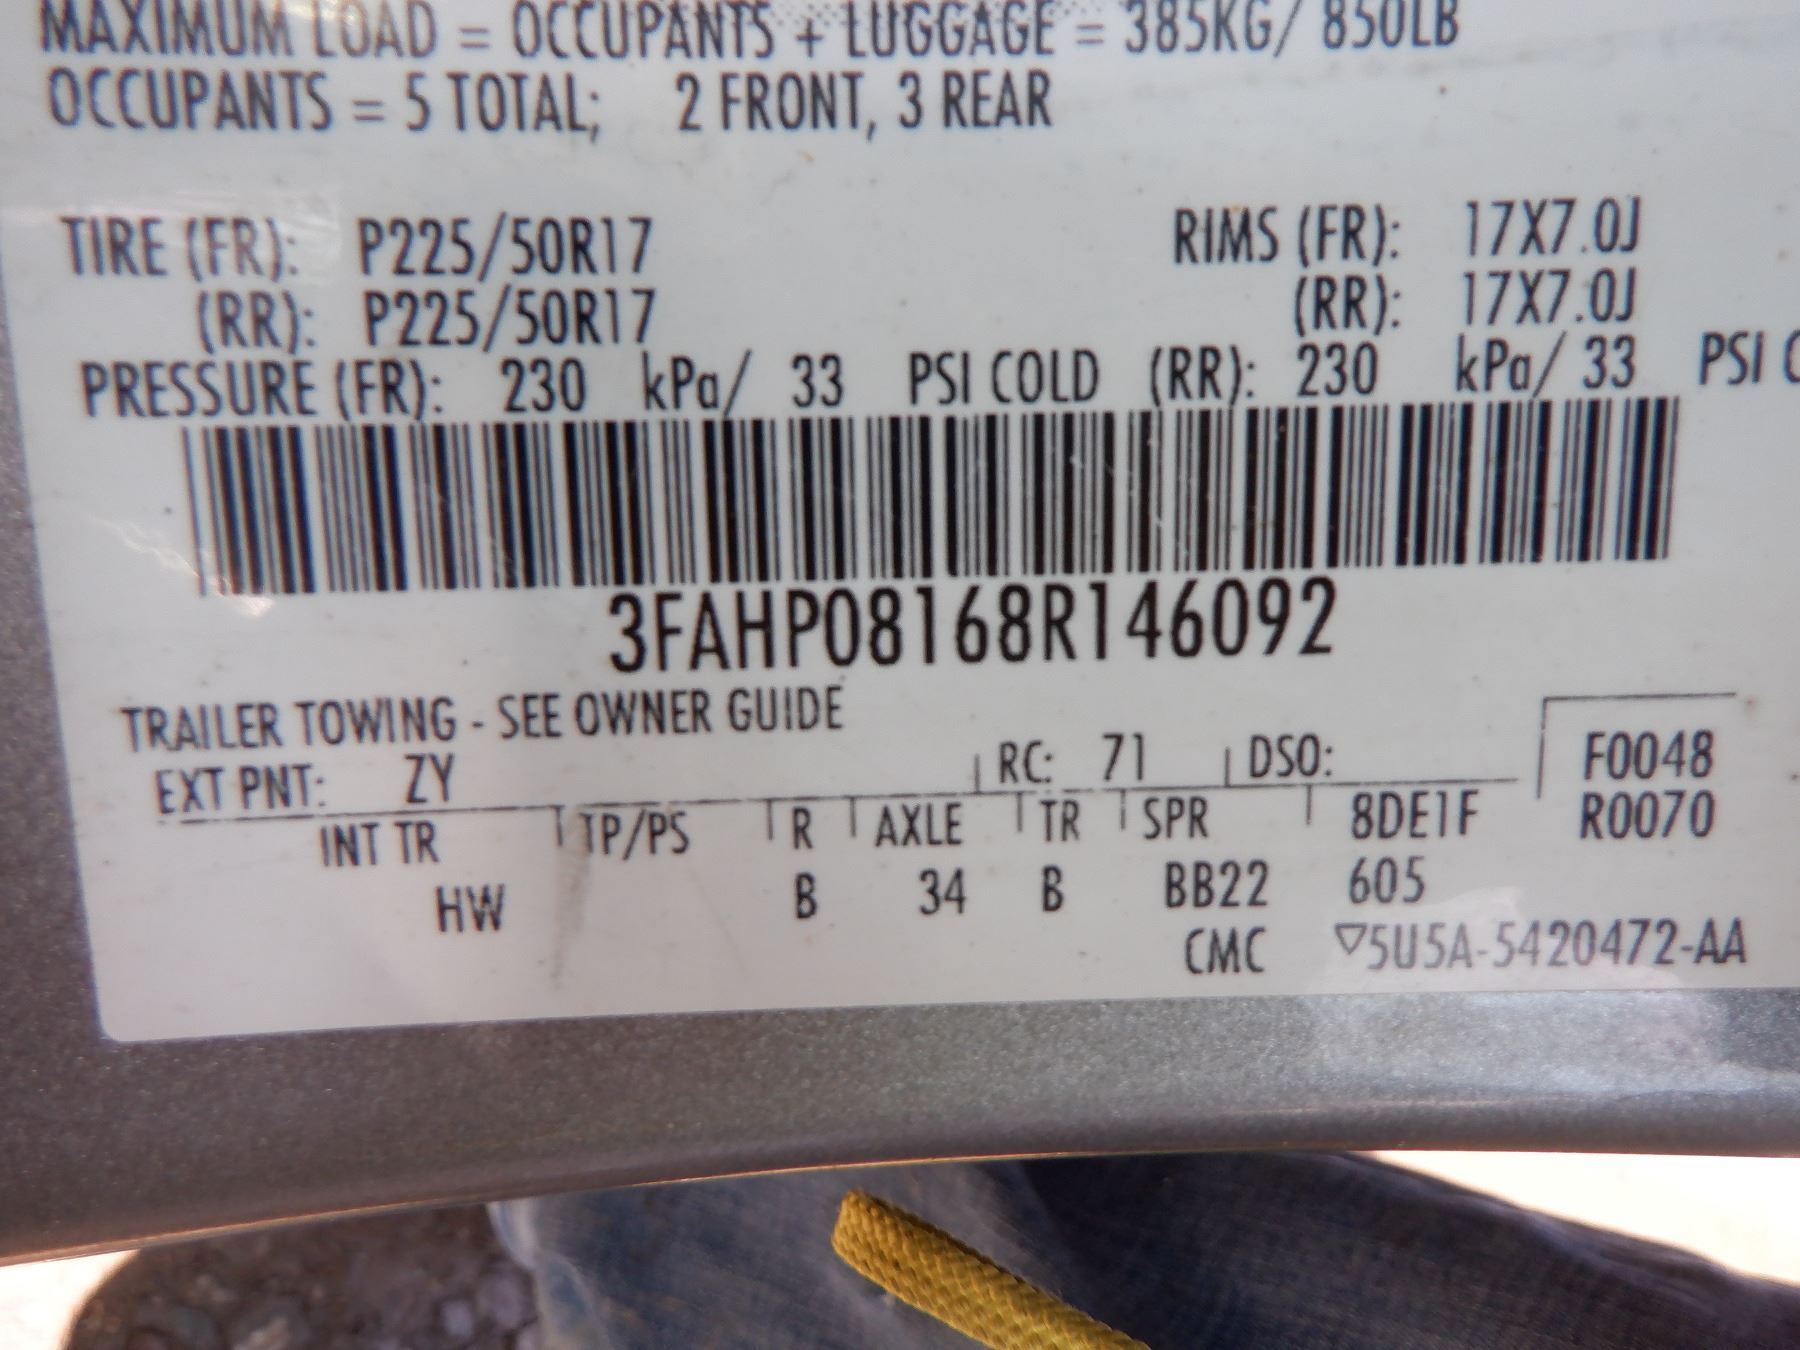 MAXIMUM LOAD = OCCUPANTS + LUGGAGE = 385KG/ 850LB
OCCUPANTS = 5 TOTAL; 2 FRONT, 3 REAR
TIRE (FR): P225/50R17 RIMS (FR): 17X7.0J
(RR): P225/50R17 (RR): 17X7.0J
PRESSURE (FR): 230 kPa/ 33 PSI COLD (RR): 230 kPa/ 33 PSI C
3FAHP08168R146092
TRAILER TOWING - SEE OWNER GUIDE
EXT PNT: ZY RC: 71 DSO: F0048
INT TR TP/PS R AXLE TR SPR 8DE1F R0070
HW B 34 B BB22 605
CMC ▽5U5A-5420472-AA